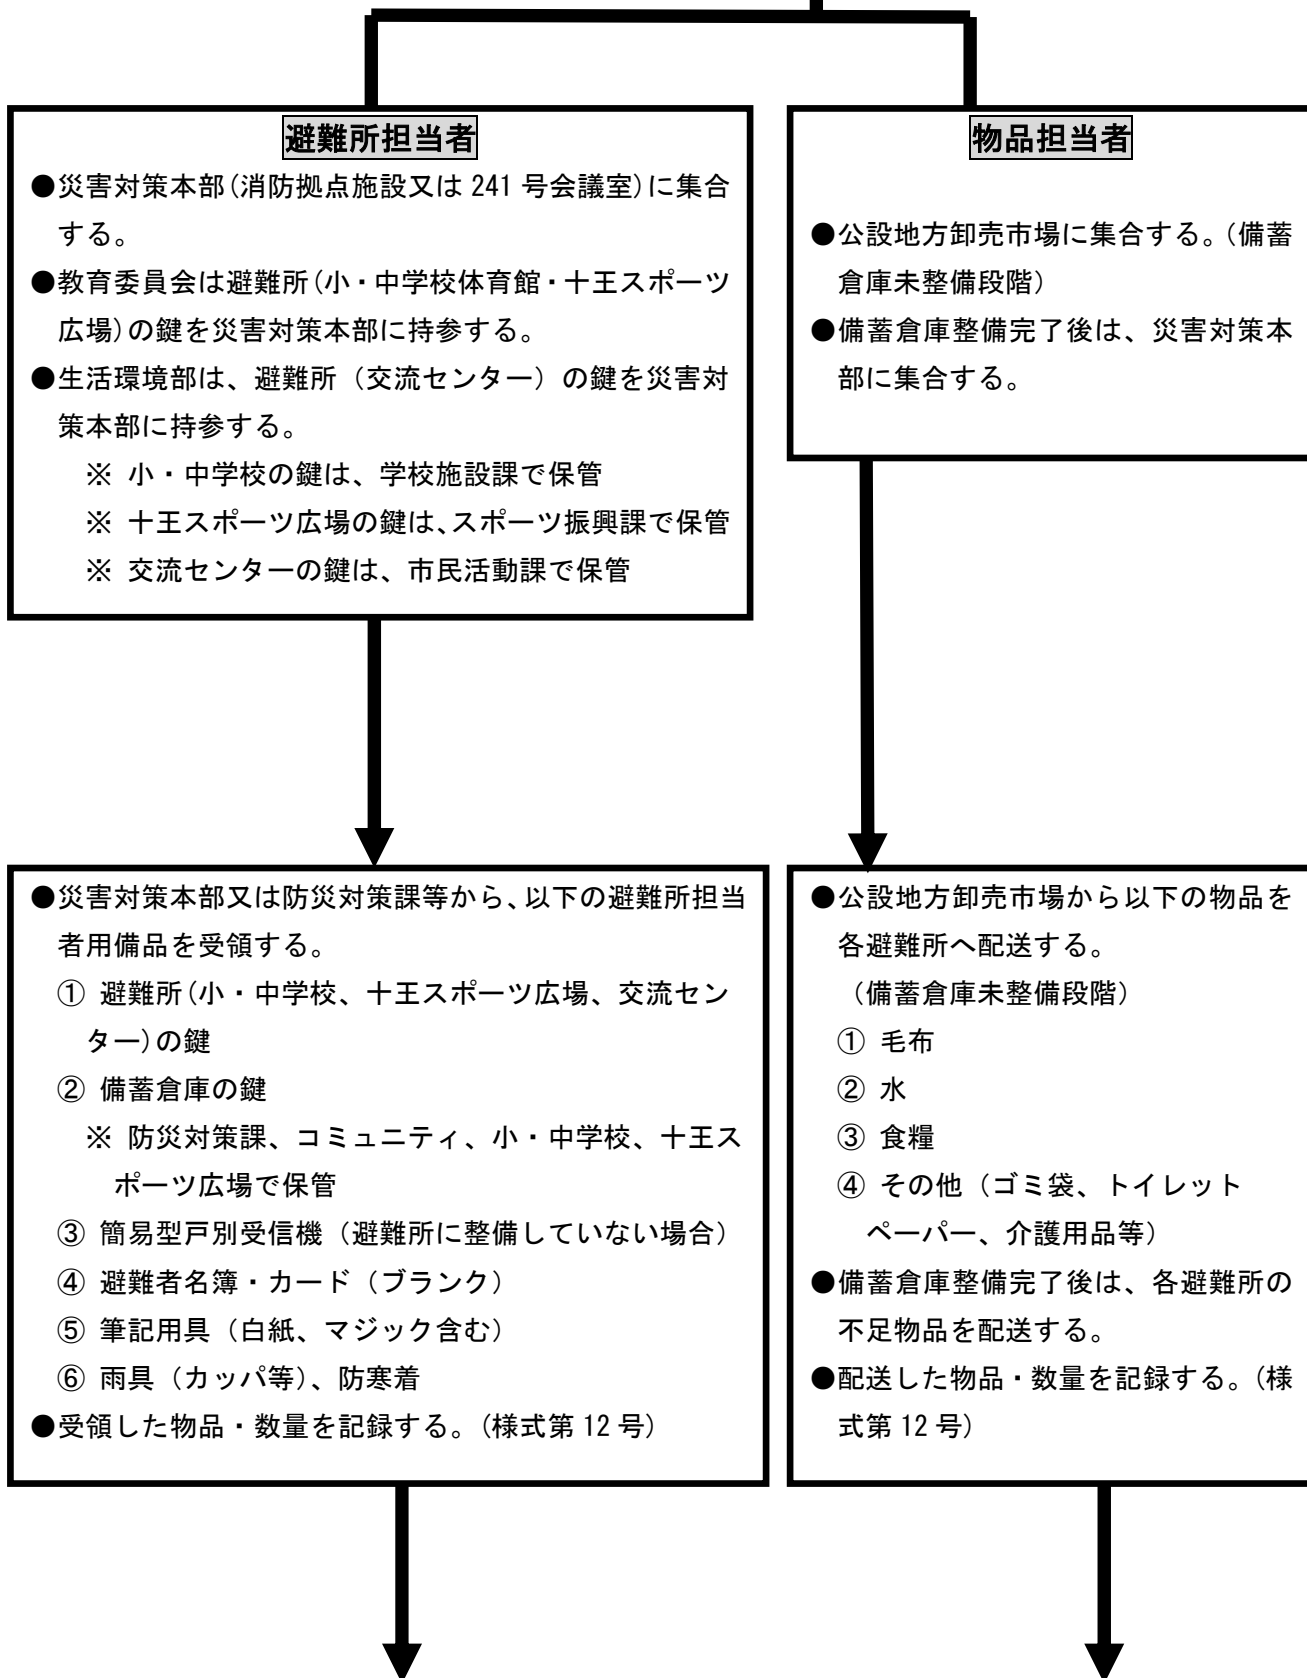 避難所担当者
●災害対策本部(消防拠点施設又は 241 号会議室)に集合
する。
●教育委員会は避難所(小・中学校体育館・十王スポーツ
広場)の鍵を災害対策本部に持参する。
●生活環境部は、避難所（交流センター）の鍵を災害対
策本部に持参する。
※ 小・中学校の鍵は、学校施設課で保管
※ 十王スポーツ広場の鍵は、スポーツ振興課で保管
※ 交流センターの鍵は、市民活動課で保管
物品担当者
●公設地方卸売市場に集合する。(備蓄
倉庫未整備段階)
●備蓄倉庫整備完了後は、災害対策本
部に集合する。
●災害対策本部又は防災対策課等から、以下の避難所担当
者用備品を受領する。
① 避難所(小・中学校、十王スポーツ広場、交流セン
ター)の鍵
② 備蓄倉庫の鍵
※ 防災対策課、コミュニティ、小・中学校、十王ス
ポーツ広場で保管
③ 簡易型戸別受信機（避難所に整備していない場合）
④ 避難者名簿・カード（ブランク）
⑤ 筆記用具（白紙、マジック含む）
⑥ 雨具（カッパ等）、防寒着
●受領した物品・数量を記録する。(様式第 12 号)
●公設地方卸売市場から以下の物品を
各避難所へ配送する。
（備蓄倉庫未整備段階）
① 毛布
② 水
③ 食糧
④ その他（ゴミ袋、トイレット
ペーパー、介護用品等）
●備蓄倉庫整備完了後は、各避難所の
不足物品を配送する。
●配送した物品・数量を記録する。(様
式第 12 号)